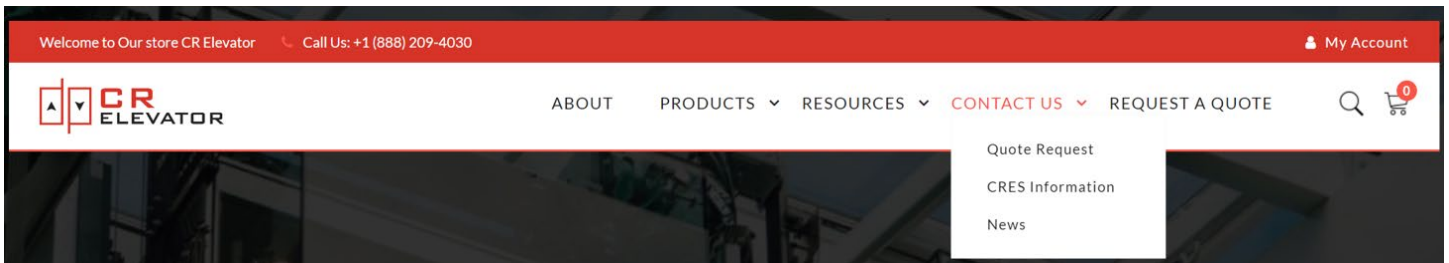 Welcome to Our store CR Elevator Call Us: +1 (888) 209-4030 My Account
CR
ELEVATOR
ABOUT PRODUCTS RESOURCES CONTACT US REQUEST A QUOTE 0
Quote Request
CRES Information
News